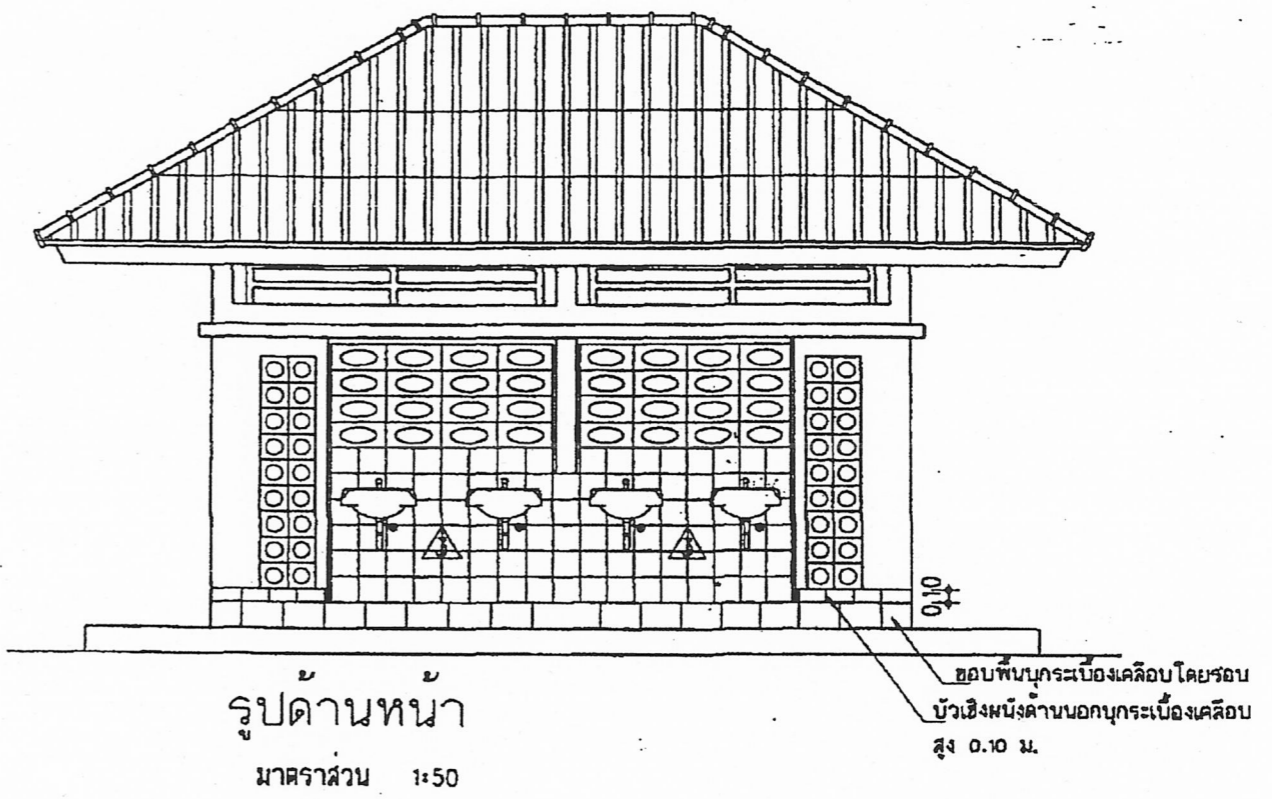 0.10
ขอบพื้นบุกระเบื้องเคลือบโดยรอบ
บัวเชิงผนังด้านนอกบุกระเบื้องเคลือบ
สูง 0.10 ม.
รูปด้านหน้า
มาตราส่วน 1:50